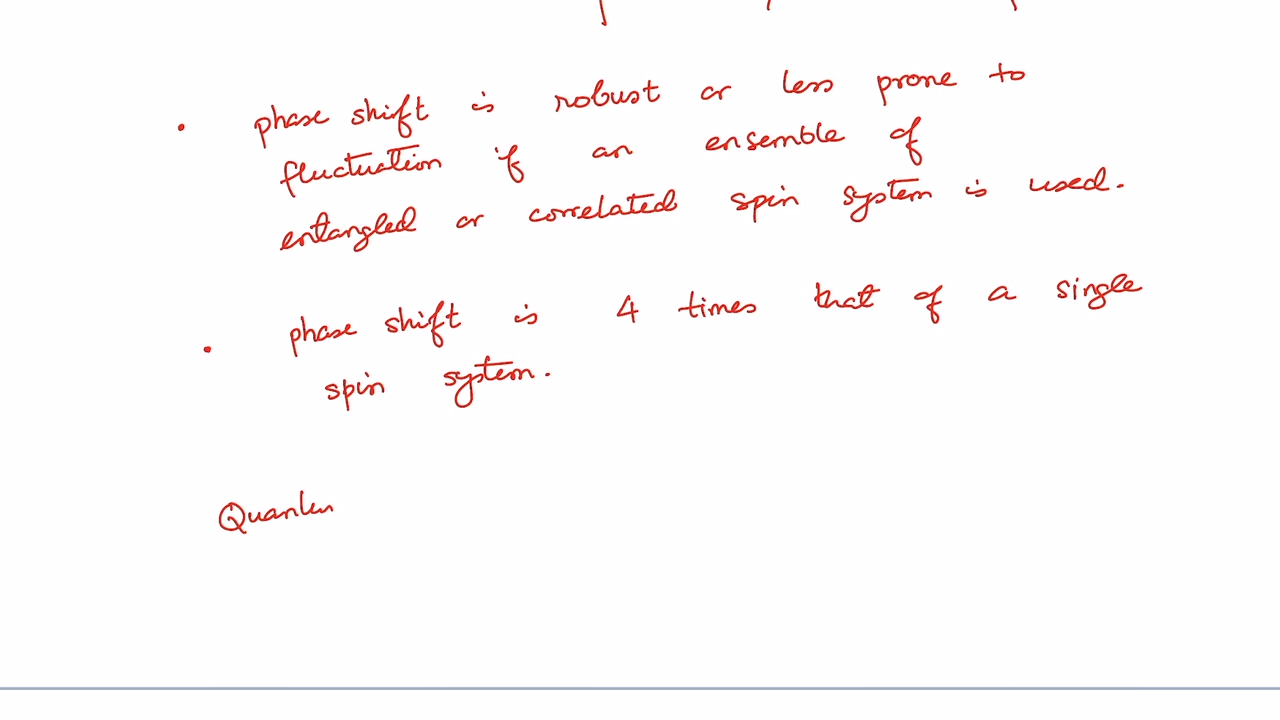 • phase shift is robust or less prone to
fluctuation if an ensemble of
entangled or correlated spin system is used.
• phase shift is 4 times that of a single
spin system.